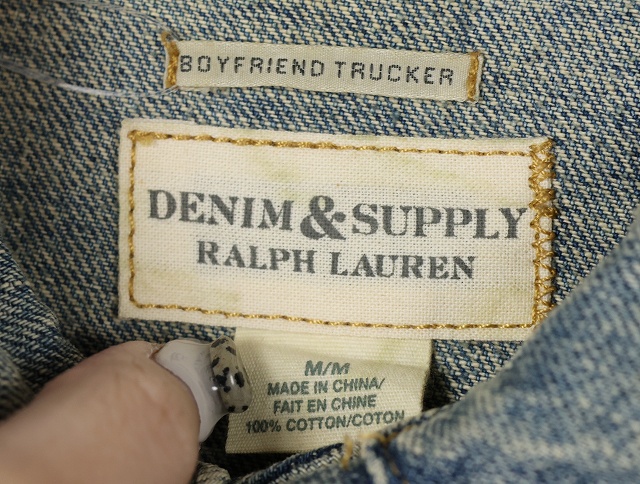 BOYFRIEND TRUCKER
DENIM & SUPPLY
RALPH LAUREN
M/M
MADE IN CHINA/
FAIT EN CHINE
100% COTTON/COTON